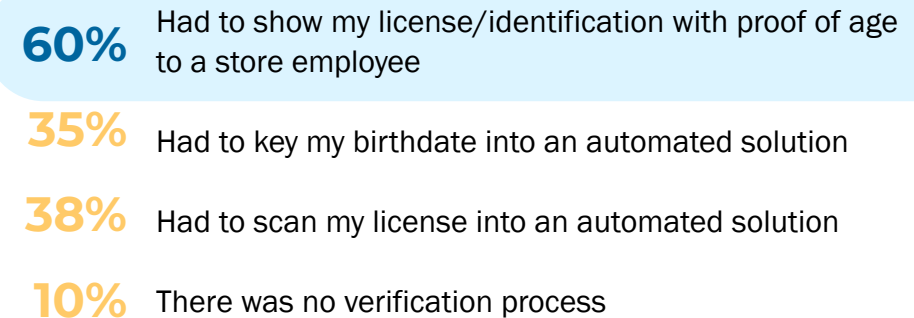 60%
Had to show my license/identification with proof of age
to a store employee
35%
Had to key my birthdate into an automated solution
38%
Had to scan my license into an automated solution
10%
There was no verification process